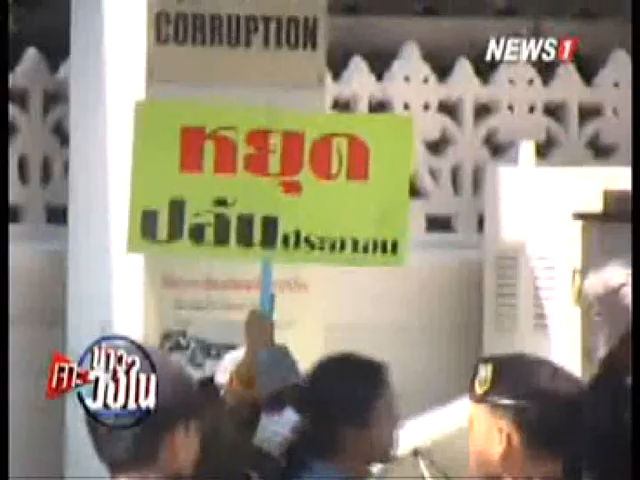 CORRUPTION
NEWS1
หยุด
ปล้นประชาชน
เจาะ
ข่าว
วงใน